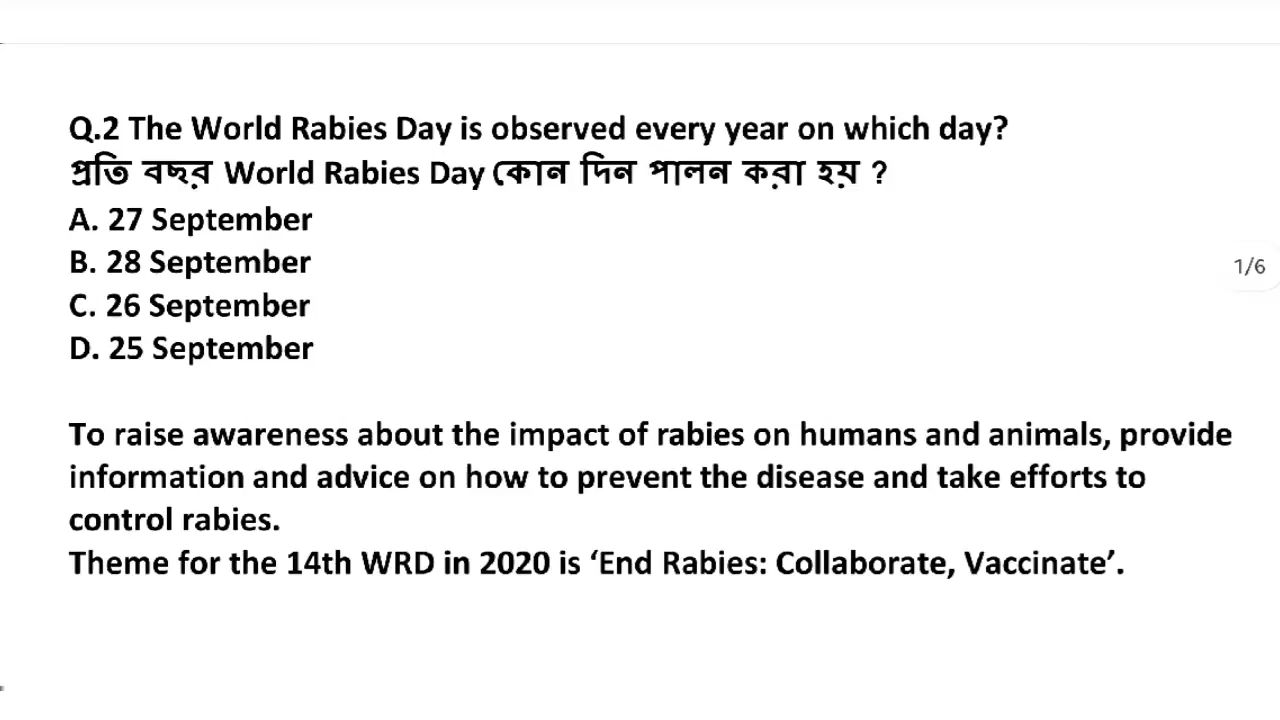 Q.2 The World Rabies Day is observed every year on which day?
প্রতি বছর World Rabies Day কোন দিন পালন করা হয় ?
A. 27 September
B. 28 September
C. 26 September
D. 25 September
1/6
To raise awareness about the impact of rabies on humans and animals, provide
information and advice on how to prevent the disease and take efforts to
control rabies.
Theme for the 14th WRD in 2020 is ‘End Rabies: Collaborate, Vaccinate’.